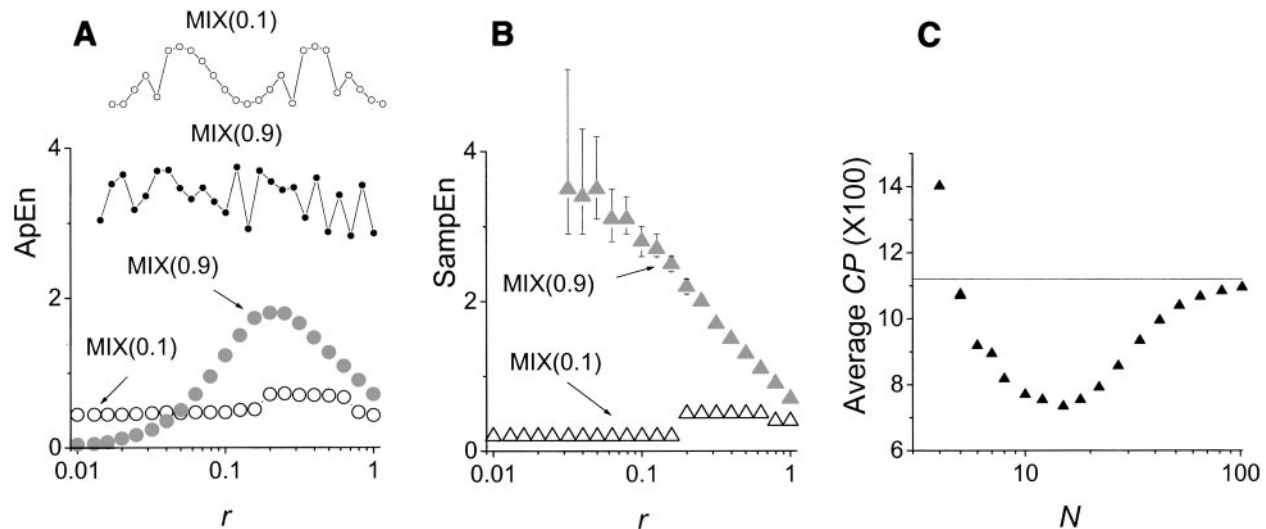 A
MIX(0.1)
MIX(0.9)
4
2
0
ApEn
MIX(0.9)
MIX(0.1)
0.01
0.1
1
r
B
4
2
0
SampEn
MIX(0.9)
MIX(0.1)
0.01
0.1
1
r
C
14
12
10
8
6
Average CP (X100)
10
100
N